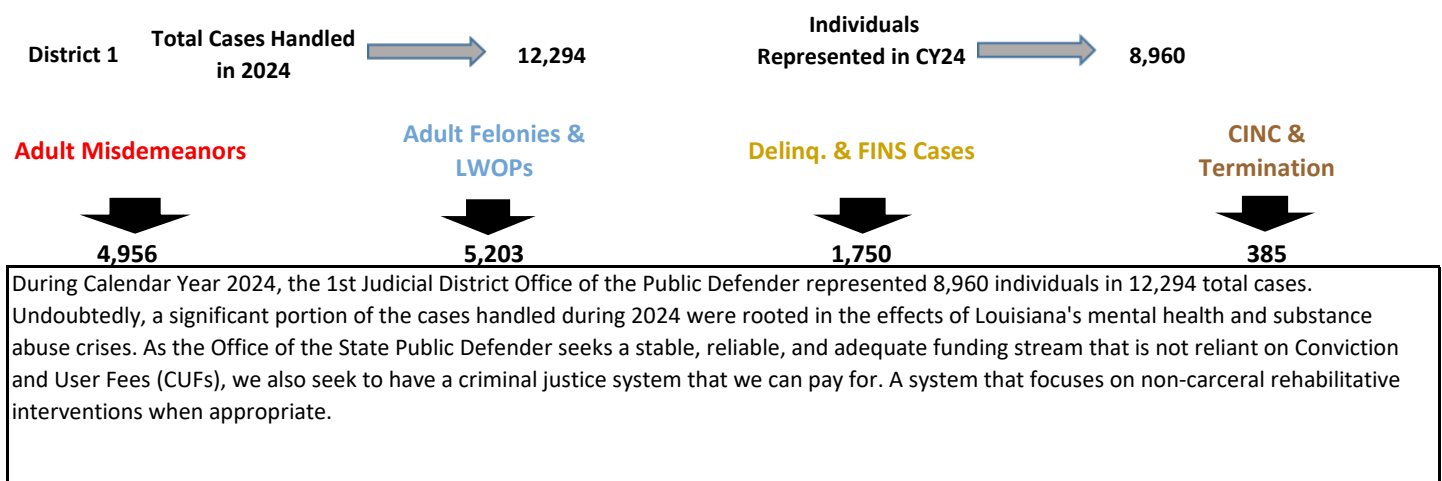 District 1
Total Cases Handled
in 2024
12,294
Individuals
Represented in CY24
8,960
Adult Misdemeanors
Adult Felonies &
LWOPs
Delinq. & FINS Cases
CINC &
Termination
4,956
5,203
1,750
385
During Calendar Year 2024, the 1st Judicial District Office of the Public Defender represented 8,960 individuals in 12,294 total cases.
Undoubtedly, a significant portion of the cases handled during 2024 were rooted in the effects of Louisiana's mental health and substance
abuse crises. As the Office of the State Public Defender seeks a stable, reliable, and adequate funding stream that is not reliant on Conviction
and User Fees (CUFs), we also seek to have a criminal justice system that we can pay for. A system that focuses on non-carceral rehabilitative
interventions when appropriate.